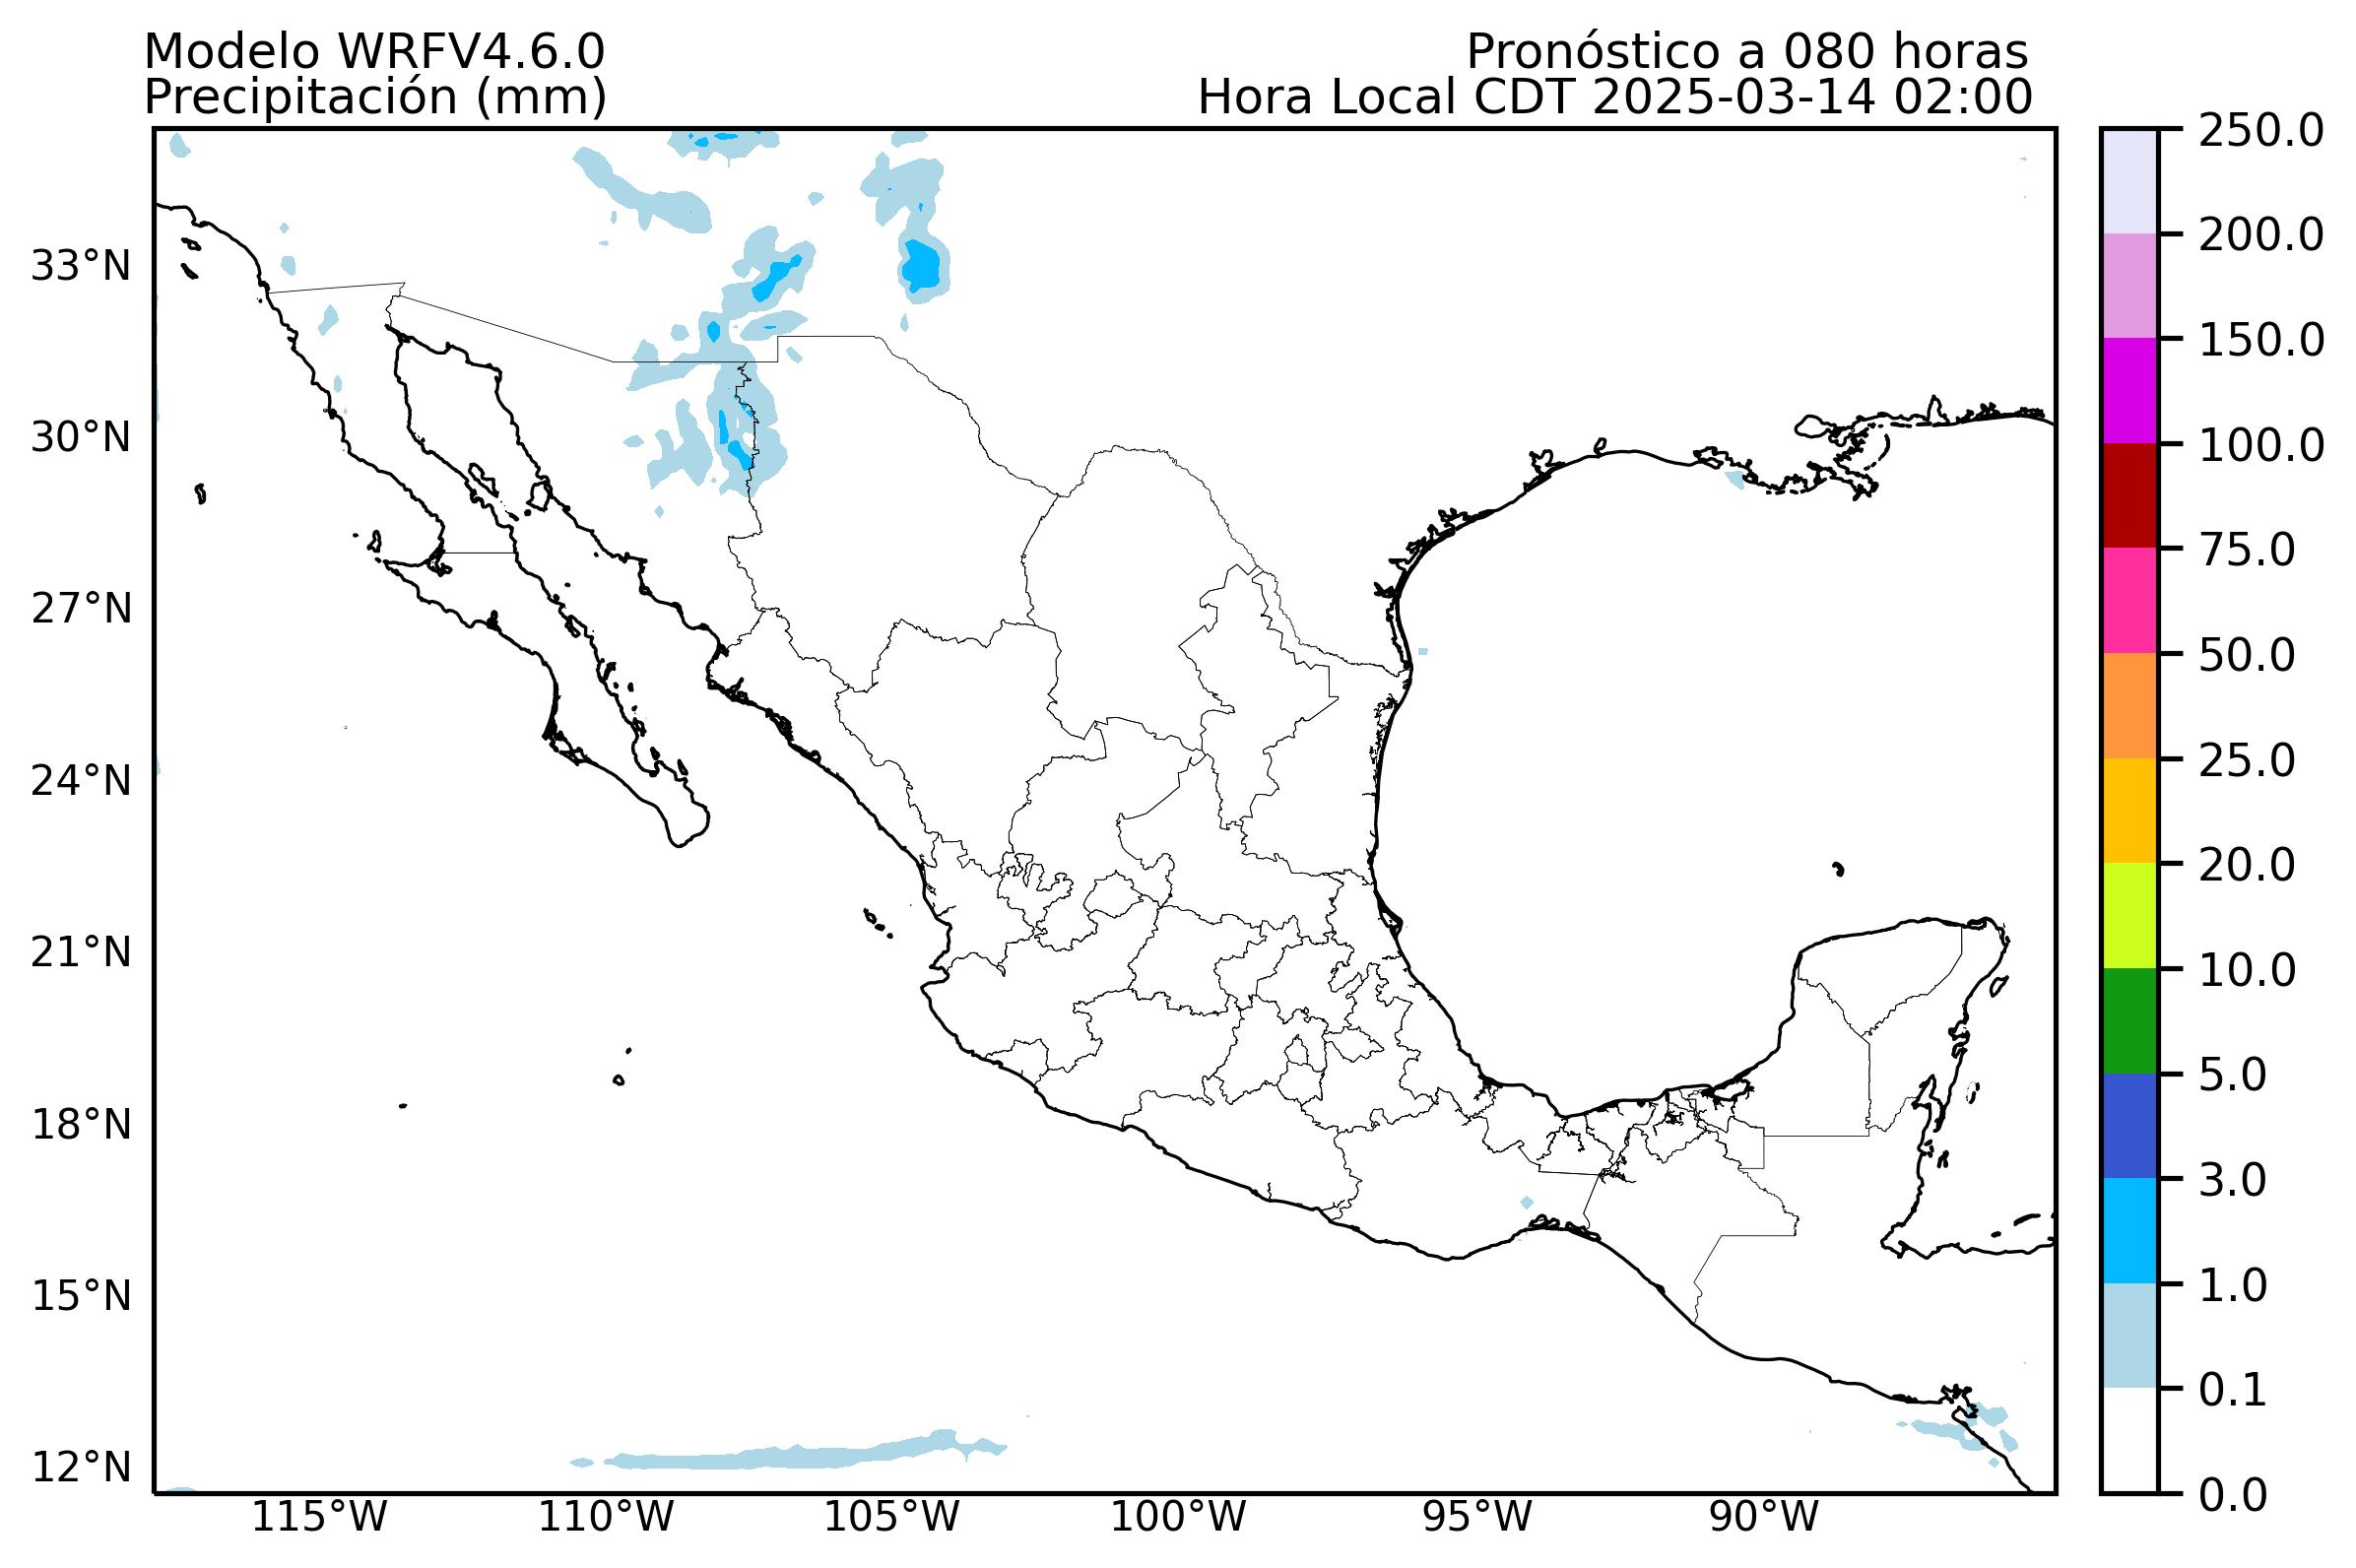 Modelo WRFV4.6.0
Pronóstico a 080 horas
Precipitación (mm)
Hora Local CDT 2025-03-14 02:00
33°N
30°N
27°N
24°N
21°N
18°N
15°N
12°N
115°W
110°W
105°W
100°W
95°W
90°W
250.0
200.0
150.0
100.0
75.0
50.0
25.0
20.0
10.0
5.0
3.0
1.0
0.1
0.0